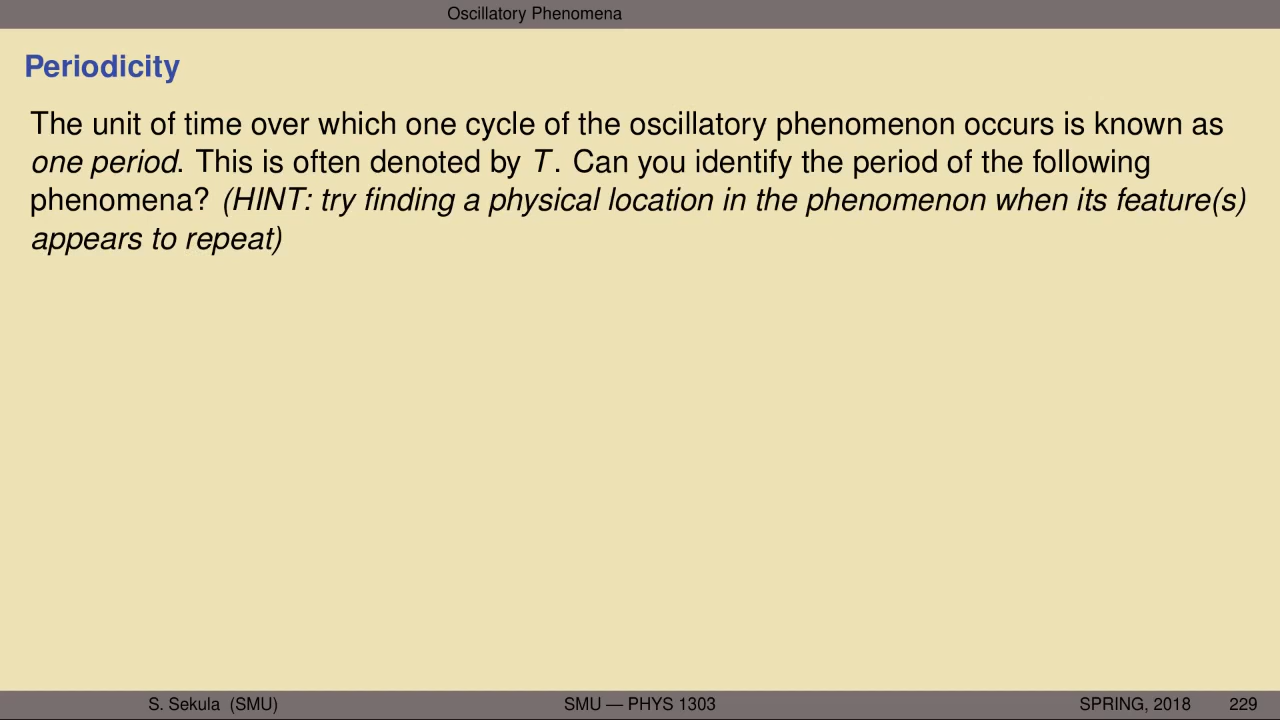 Oscillatory Phenomena
Periodicity
The unit of time over which one cycle of the oscillatory phenomenon occurs is known as
one period. This is often denoted by T. Can you identify the period of the following
phenomena? (HINT: try finding a physical location in the phenomenon when its feature(s)
appears to repeat)
S. Sekula (SMU) SMU — PHYS 1303 SPRING, 2018 229